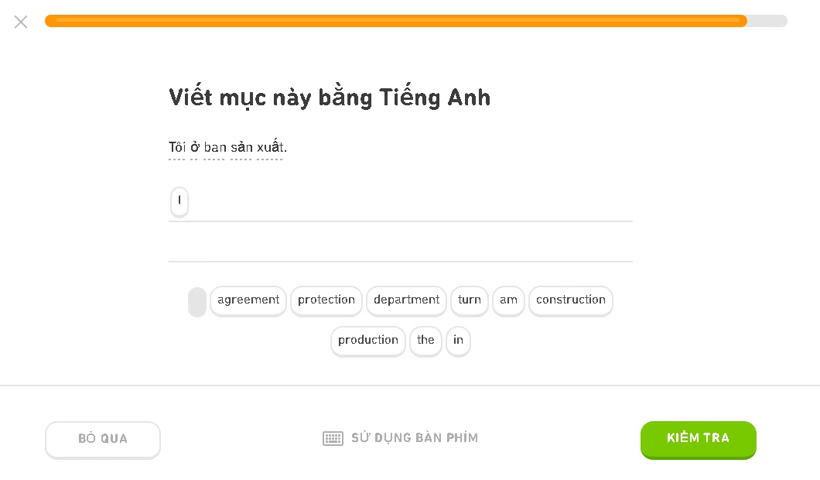 Viết mục này bằng Tiếng Anh
Tôi ở ban sản xuất.
I
agreement protection department turn am construction
production the in
BỎ QUA SỬ DỤNG BÀN PHÍM KIỂM TRA